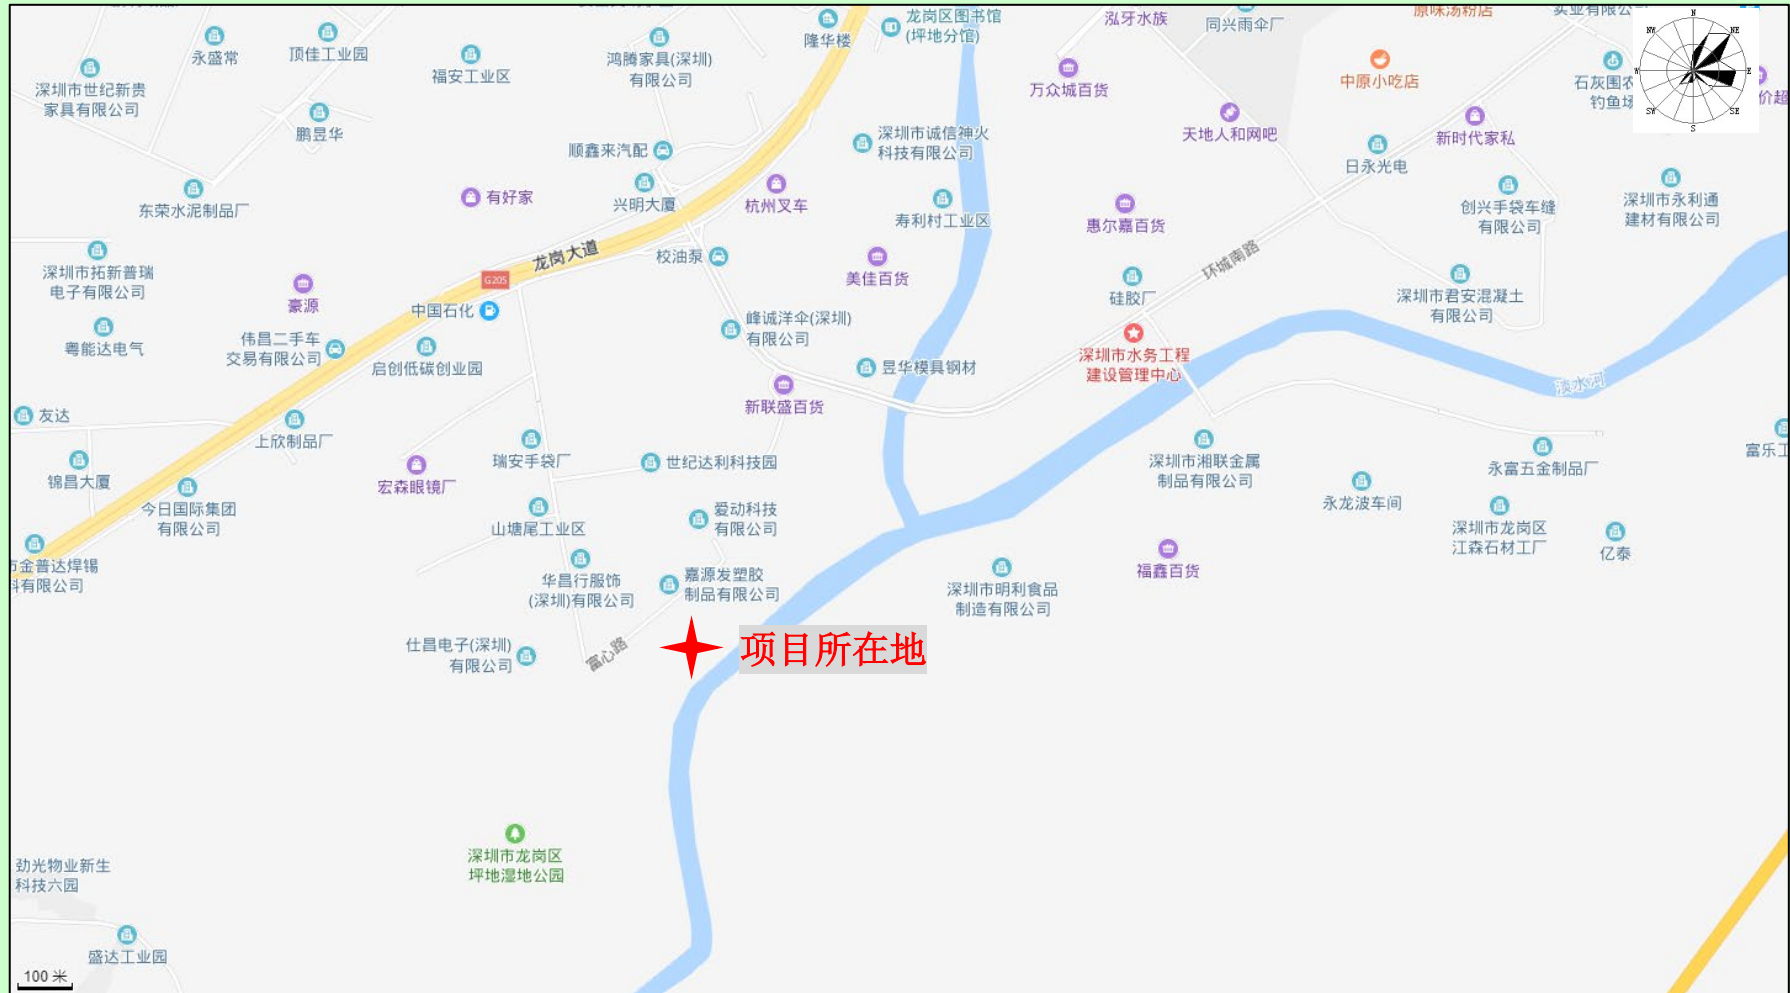 龙岗区图书馆
(坪地分馆)
泓牙水族
同兴雨伞厂
原味汤粉店
隆华楼
永盛常
顶佳工业园
福安工业区
鸿腾家具(深圳)
有限公司
万众城百货
中原小吃店
石灰围农
钓鱼场
N
NE
E
SE
S
SW
W
NW
深圳市世纪新贵
家具有限公司
鹏昱华
顺鑫来汽配
深圳市诚信神火
科技有限公司
天地人和网吧
新时代家私
日永光电
东荣水泥制品厂
有好家
兴明大厦
杭州叉车
寿利村工业区
惠尔嘉百货
创兴手袋车缝
有限公司
深圳市永利通
建材有限公司
深圳市拓新普瑞
电子有限公司
豪源
G205
龙岗大道
校油泵
美佳百货
硅胶厂
环城南路
深圳市君安混凝土
有限公司
粤能达电气
伟昌二手车
交易有限公司
中国石化
启创低碳创业园
峰诚洋伞(深圳)
有限公司
昱华模具钢材
深圳市水务工程
建设管理中心
淡水河
友达
上欣制品厂
新联盛百货
锦昌大厦
今日国际集团
有限公司
宏森眼镜厂
瑞安手袋厂
世纪达利科技园
深圳市湘联金属
制品有限公司
永富五金制品厂
富乐工
山塘尾工业区
爱动科技
有限公司
永龙波车间
深圳市龙岗区
江森石材工厂
亿泰
市金普达焊锡
料有限公司
华昌行服饰
(深圳)有限公司
嘉源发塑胶
制品有限公司
深圳市明利食品
制造有限公司
福鑫百货
仕昌电子(深圳)
有限公司
富心路
项目所在地
深圳市龙岗区
坪地湿地公园
劲光物业新生
科技六园
盛达工业园
100 米